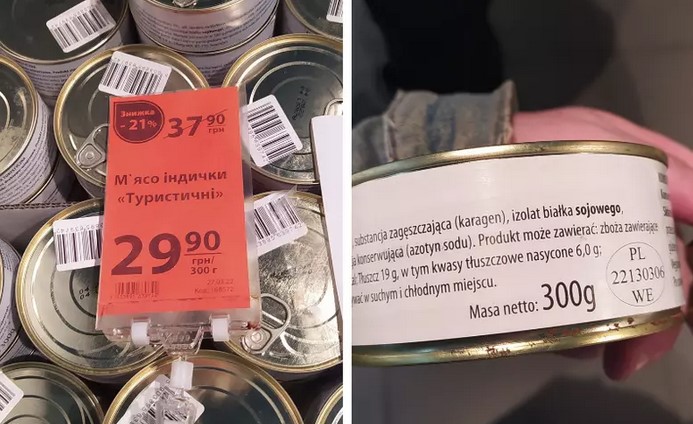 Знижка
- 21%
37 90
грн
М'ясо індички
«Туристичні»
29 90
грн/
300 г
substancja zagęszczająca (karagen), izolat białka sojowego,
konserwująca (azotyn sodu). Produkt może zawierać: zboża zawierające
Tłuszcz 19 g, w tym kwasy tłuszczowe nasycone 6,0 g;
w suchym i chłodnym miejscu.
Masa netto: 300g
PL
22130306
WE